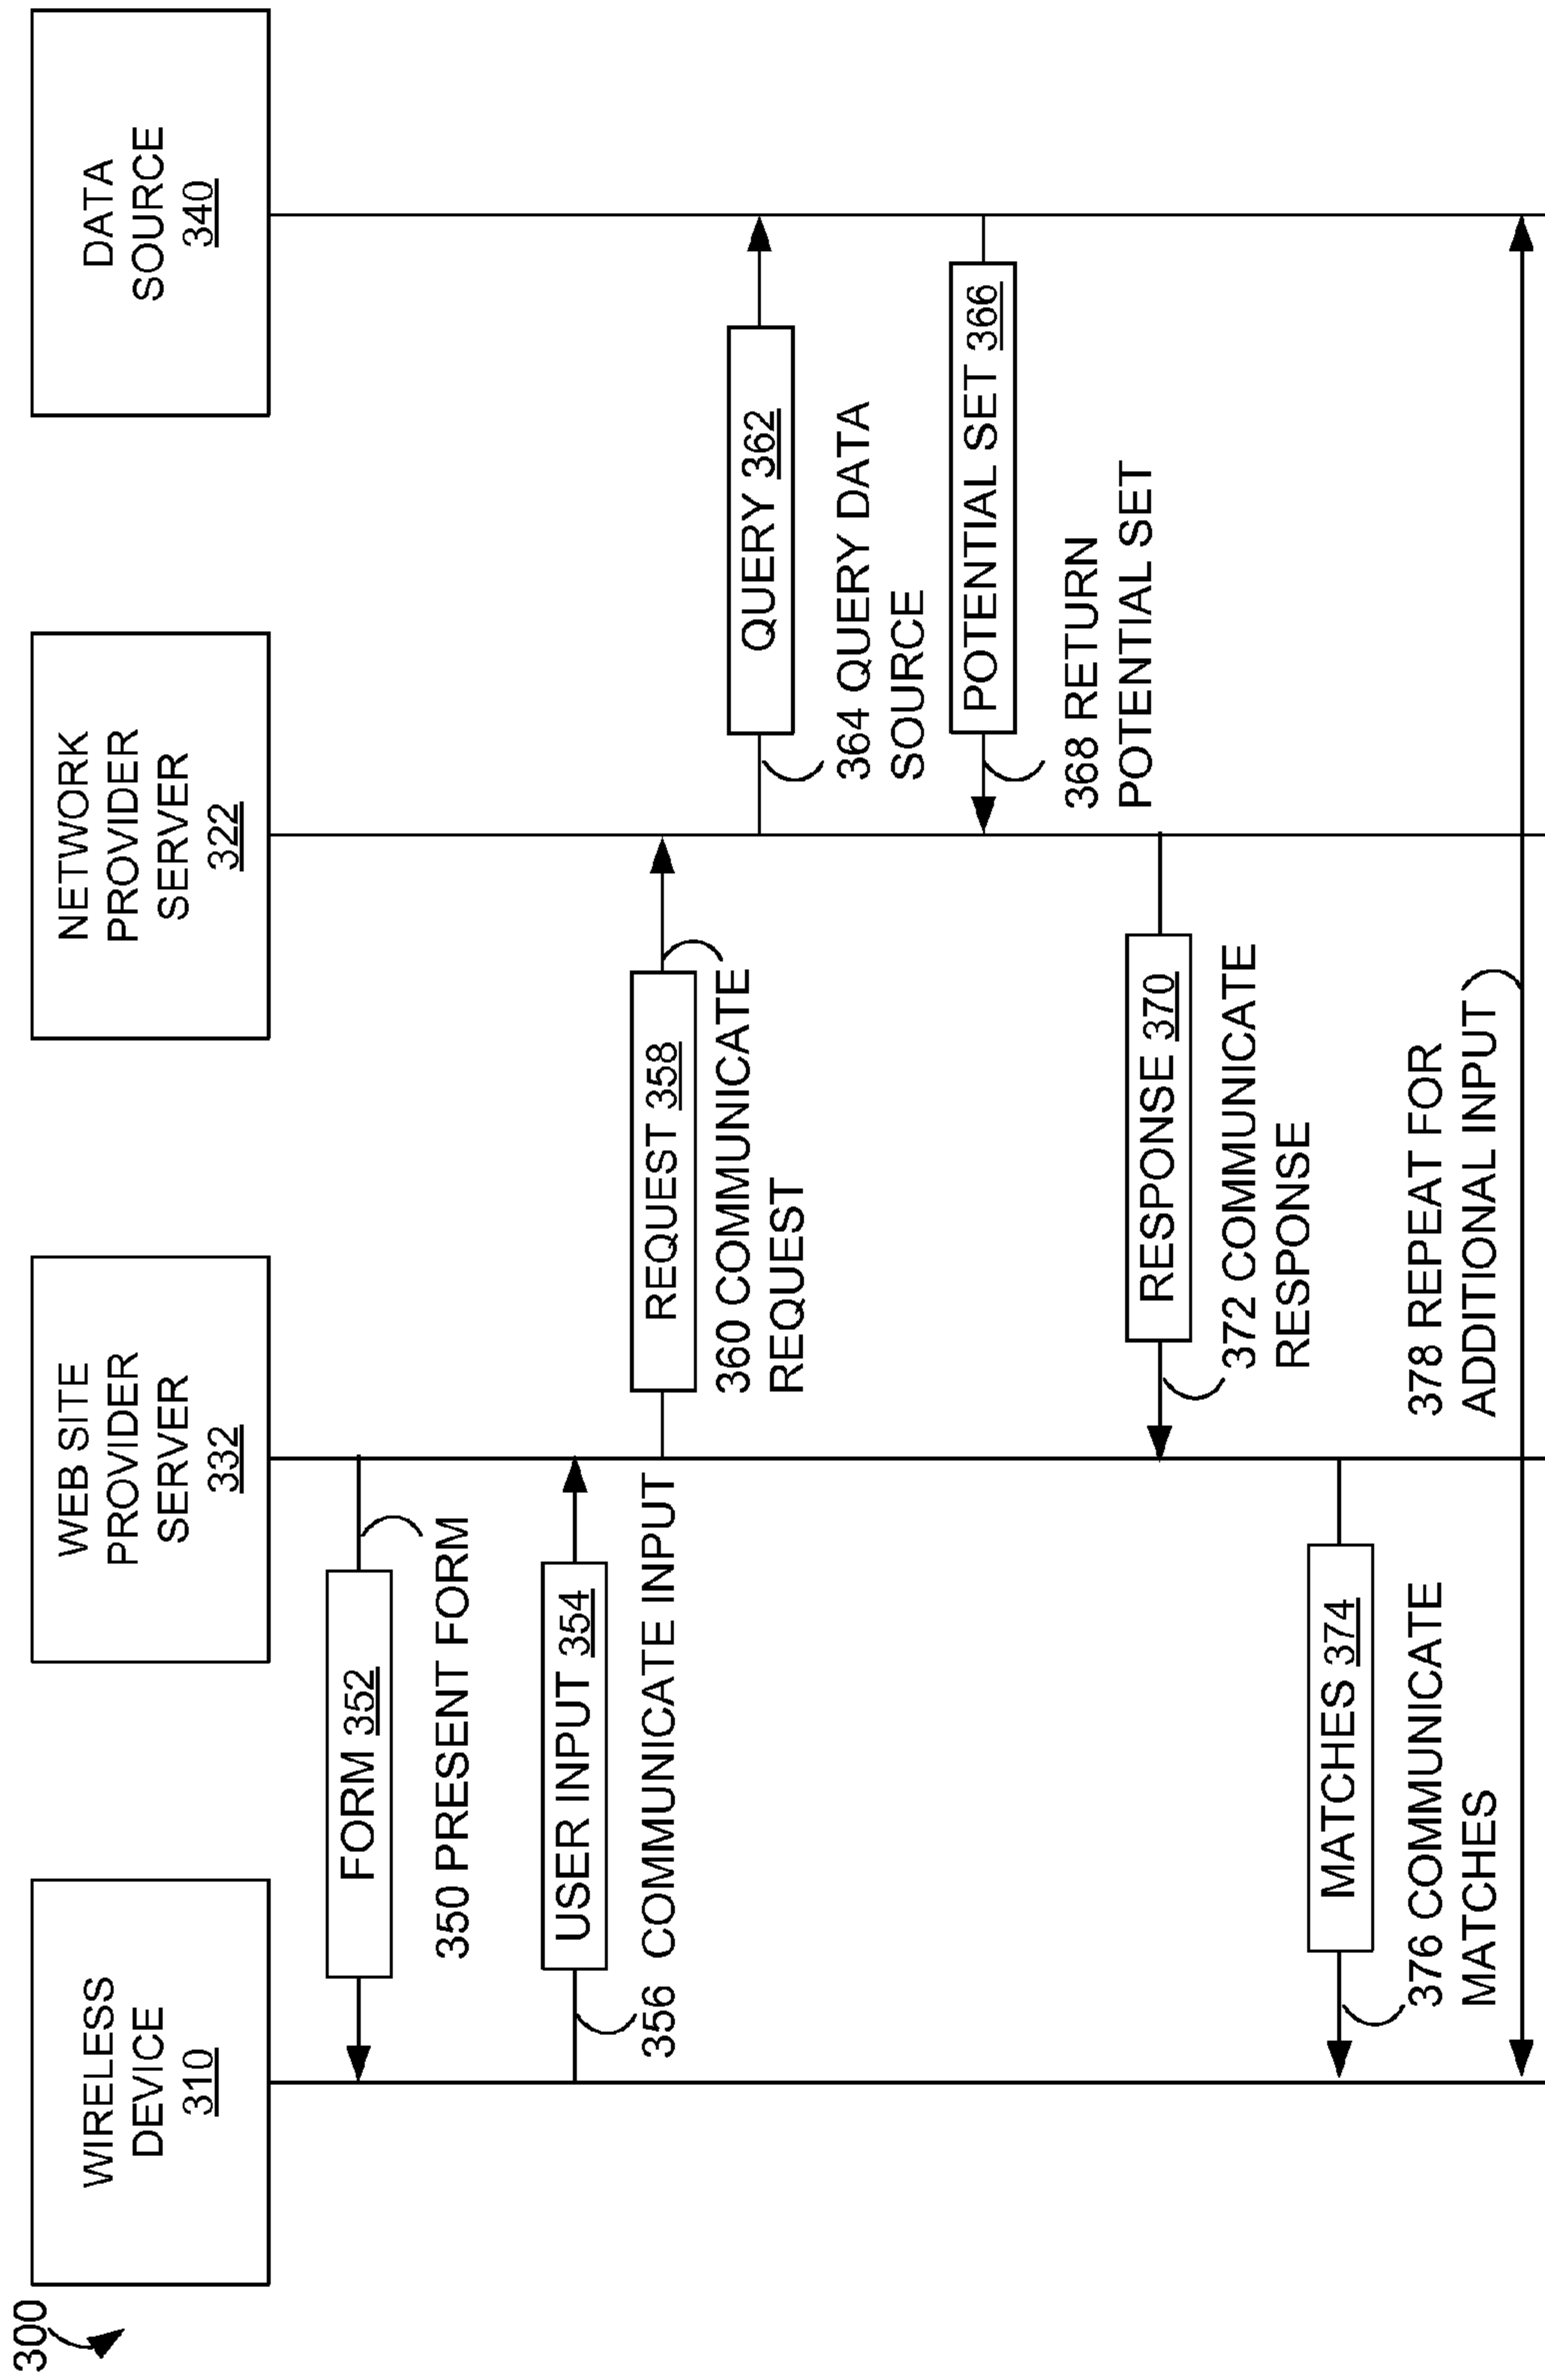 300
WIRELESS
DEVICE
310
WEB SITE
PROVIDER
SERVER
332
NETWORK
PROVIDER
SERVER
322
DATA
SOURCE
340
FORM 352
350 PRESENT FORM
USER INPUT 354
356 COMMUNICATE INPUT
REQUEST 358
360 COMMUNICATE
REQUEST
QUERY 362
364 QUERY DATA
SOURCE
POTENTIAL SET 366
368 RETURN
POTENTIAL SET
RESPONSE 370
372 COMMUNICATE
RESPONSE
MATCHES 374
376 COMMUNICATE
MATCHES
378 REPEAT FOR
ADDITIONAL INPUT